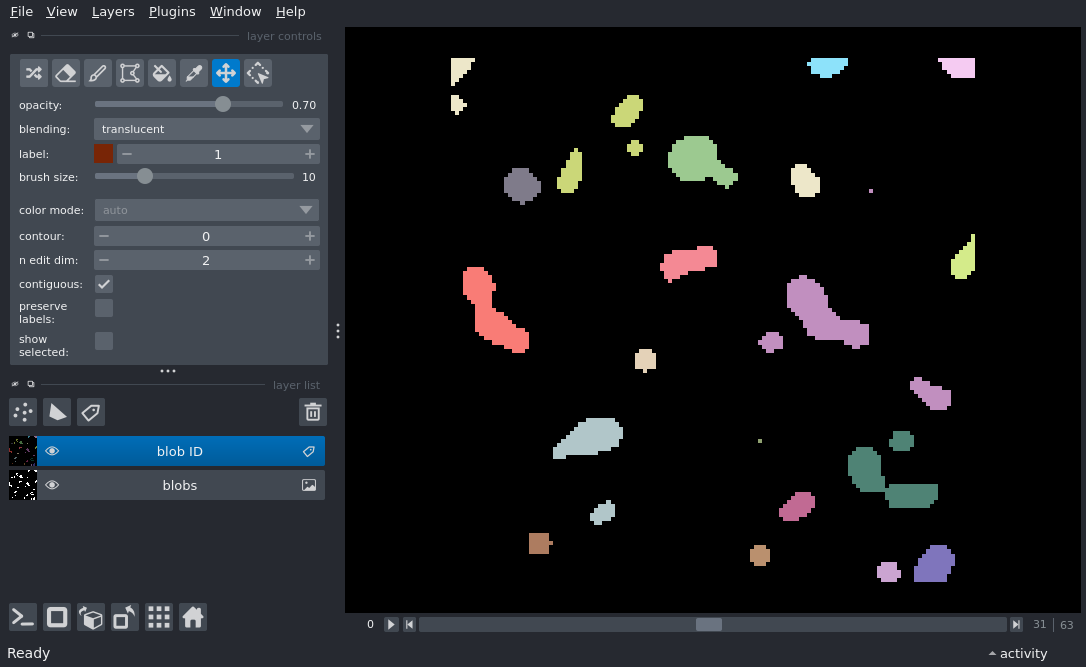 File View Layers Plugins Window Help
layer controls
opacity: 0.70
blending: translucent
label: 1
brush size: 10
color mode: auto
contour: 0
n edit dim: 2
contiguous:
preserve
labels:
show
selected:
layer list
blob ID
blobs
0 31 | 63
Ready activity